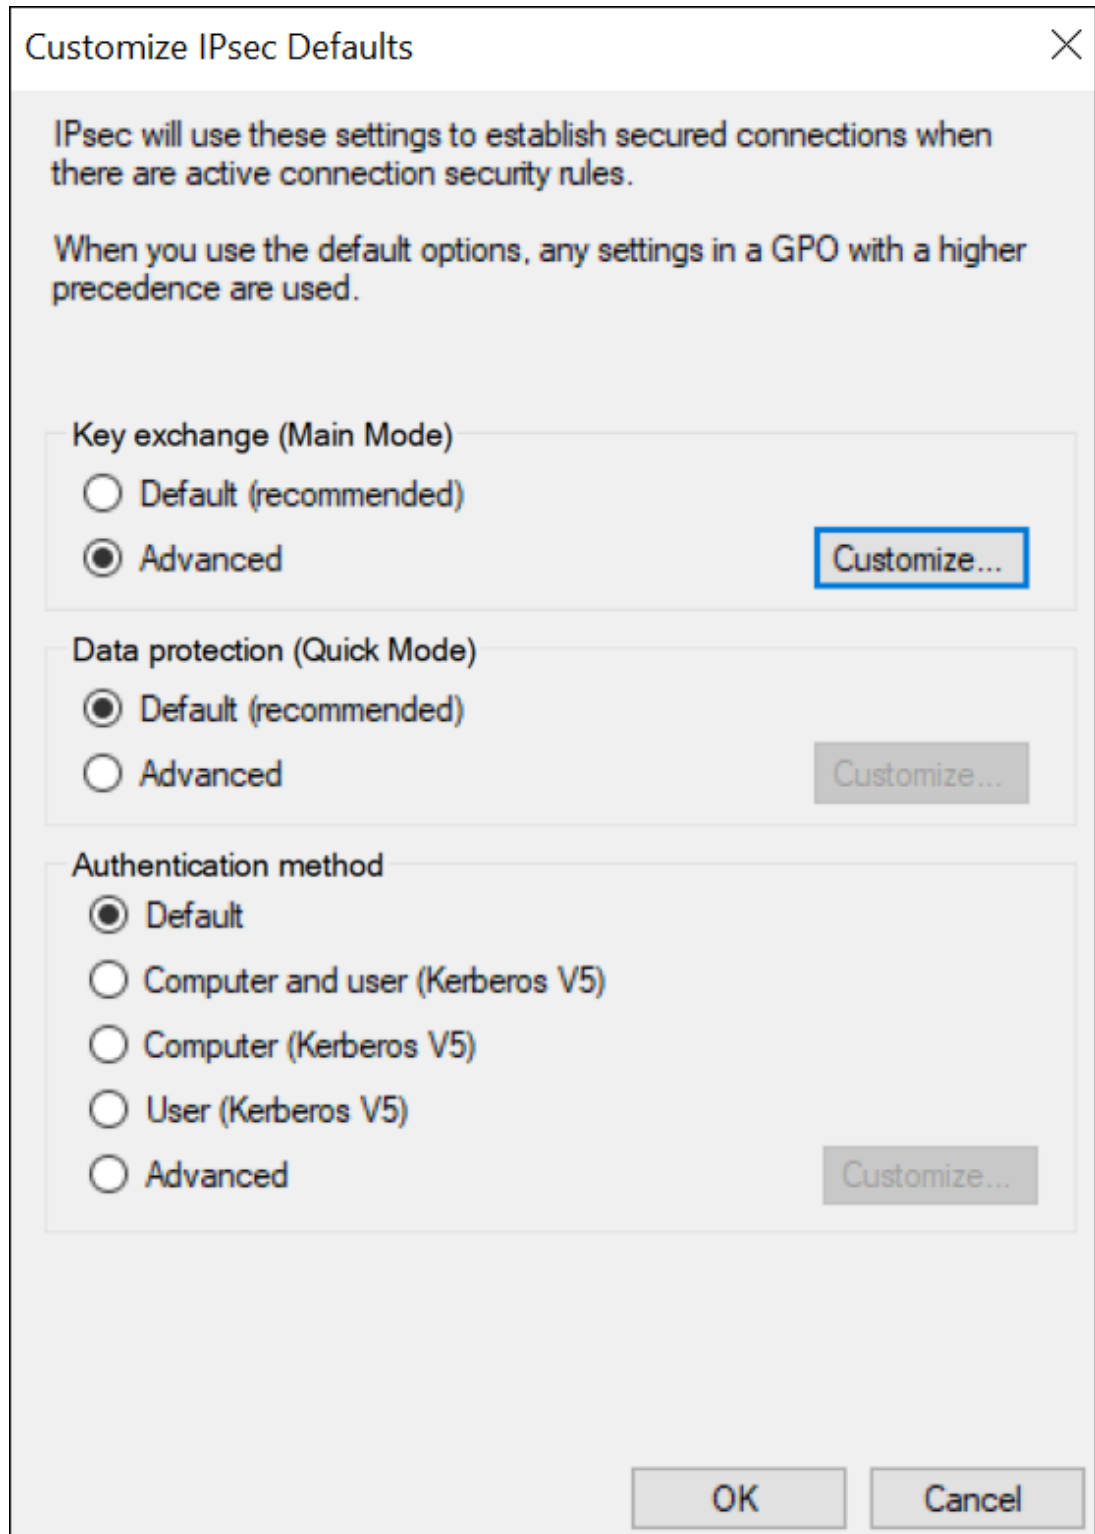 Customize IPsec Defaults
IPsec will use these settings to establish secured connections when
there are active connection security rules.
When you use the default options, any settings in a GPO with a higher
precedence are used.
Key exchange (Main Mode)
Default (recommended)
Advanced
Customize...
Data protection (Quick Mode)
Default (recommended)
Advanced
Customize...
Authentication method
Default
Computer and user (Kerberos V5)
Computer (Kerberos V5)
User (Kerberos V5)
Advanced
Customize...
OK
Cancel